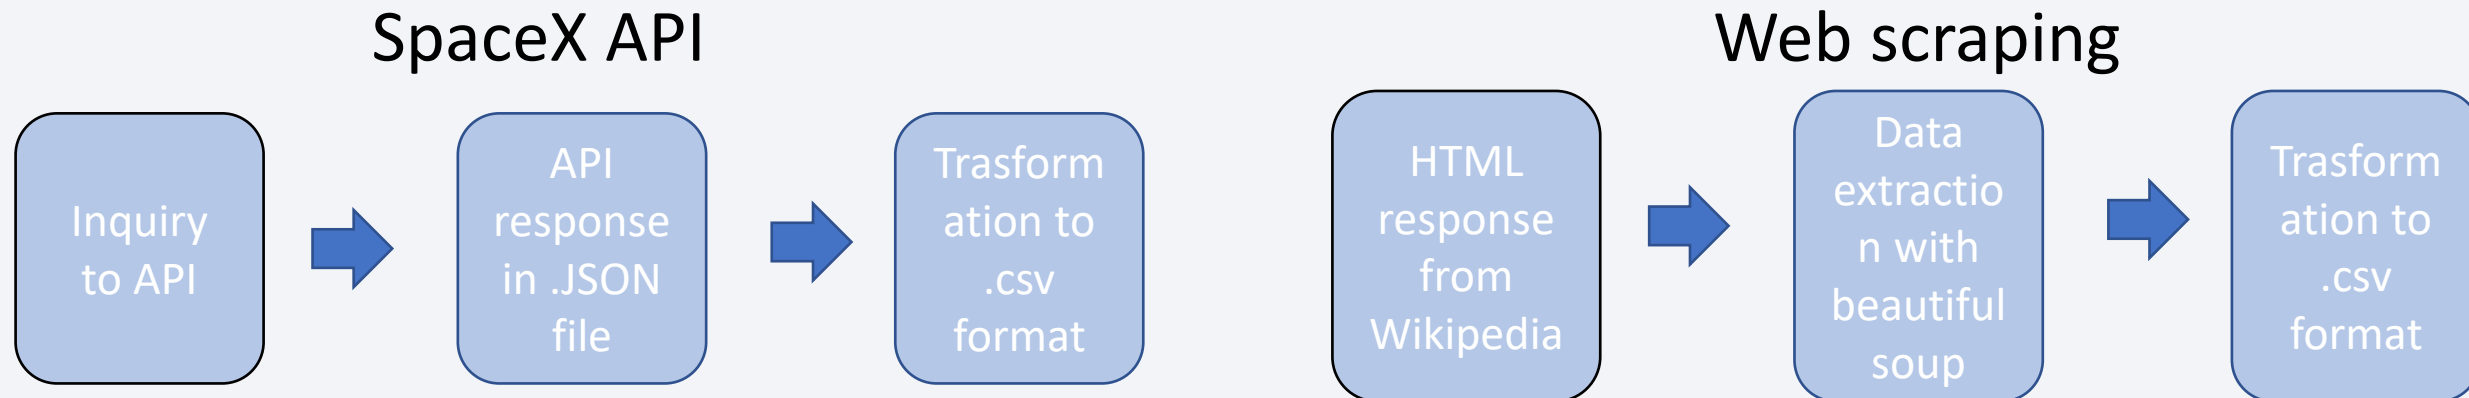 SpaceX API
Inquiry
to API
API
response
in .JSON
file
Trasform
ation to
.csv
format
Web scraping
HTML
response
from
Wikipedia
Data
extractio
n with
beautiful
soup
Trasform
ation to
.csv
format